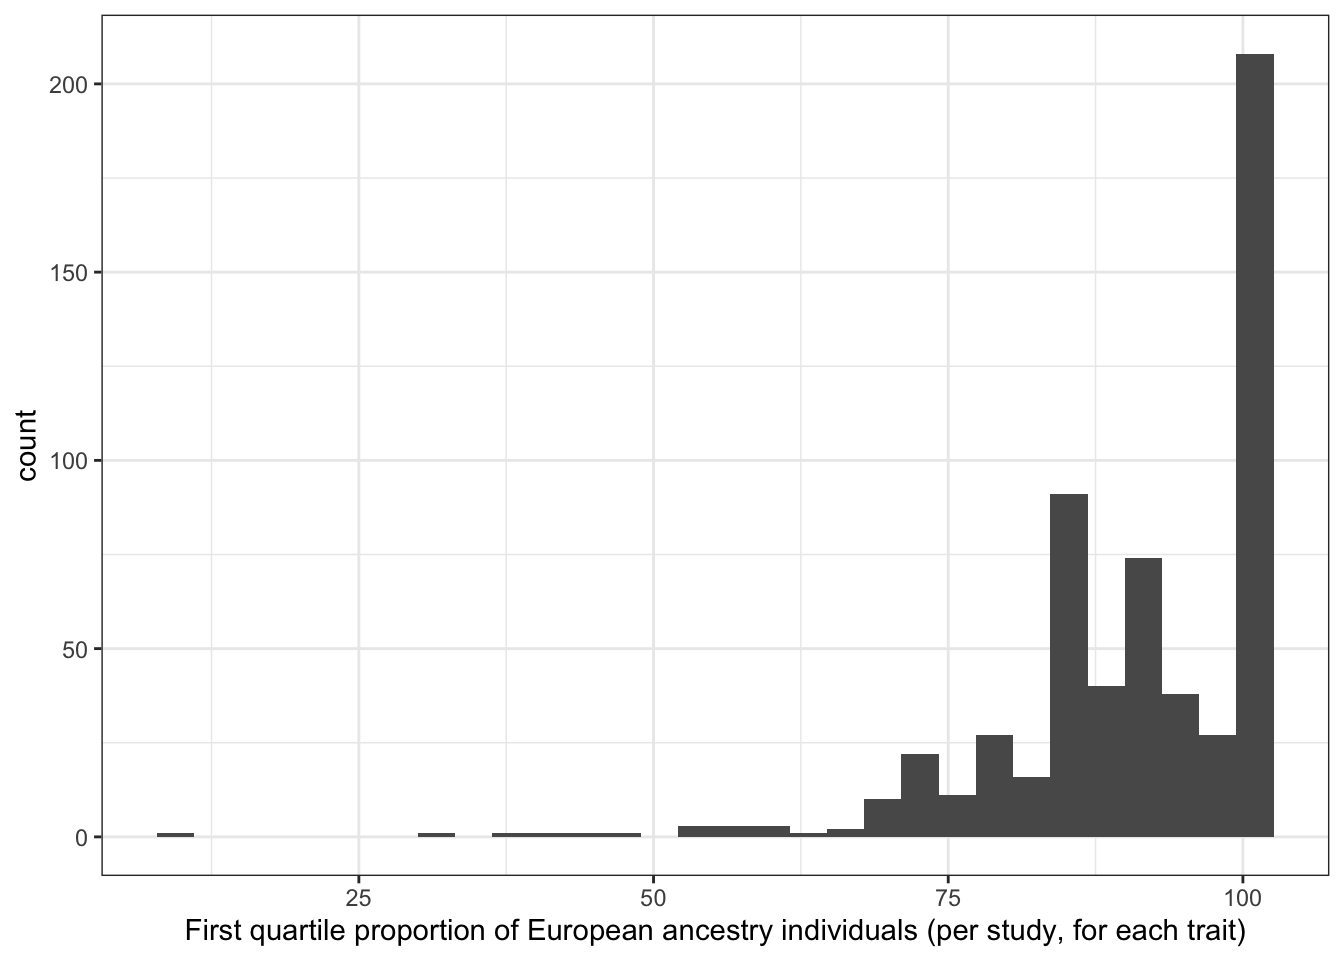 200
150
100
50
0
count
25 50 75 100
First quartile proportion of European ancestry individuals (per study, for each trait)